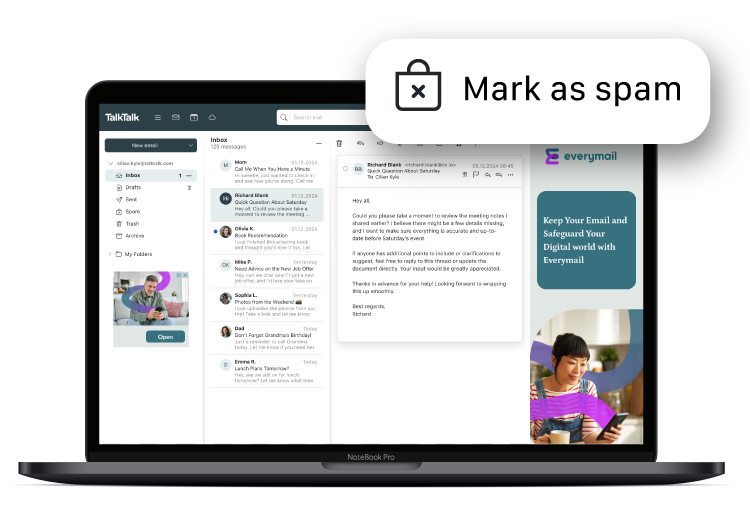 Mark as spam
TalkTalk
Search mail
New email
cilian.kyle@talktalk.com
Inbox 1
Drafts 2
Sent
Spare
Trash
Archive
My Folders
Open
Inbox
125 messages
M
Mom 01.12.2024
Call Me When You Have a Minute
Hi sweetie, just wanted to check in
and see how you're doing. Call me
RB
Richard Blank 01.12.2024
Quick Question About Saturday
Hey all, Could you please take a
moment to review the meeting ...
Olivia K. 01.12.2024
Book Recommendation
I just finished this amazing book
and thought you'd love it too. Let
OK
Mike P. Yesterday
Need Advice on the New Job Offer
Hey, can we chat later? I got a new
job offer, and I'd love your take on
Sophia L. Yesterday
Photos from the Weekend
I just uploaded the photos from our
trip! Take a look and let me know
Dad Today
Don't Forget Grandma's Birthday!
Just a reminder to call Grandma
today. Let me know if you need her
D
Emma R. Today
Lunch Plans Tomorrow?
Hey, are we still on for lunch
tomorrow? Let me know what time
RB
Richard Blank <richard.blank@co.io> 05.12.2024 08:45
Quick Question About Saturday
To Cilian Kyle
Hey all,
Could you please take a moment to review the meeting notes I
shared earlier? I believe there might be a few details missing,
and I want to make sure everything is accurate and up-to-
date before Saturday's event.
If anyone has additional points to include or clarifications to
suggest, feel free to reply to this thread or update the
document directly. Your input would be greatly appreciated.
Thanks in advance for your help! Looking forward to wrapping
this up smoothly.
Best regards,
Richard
everymail
Keep Your Email and
Safeguard Your
Digital world with
Everymail
NoteBook Pro